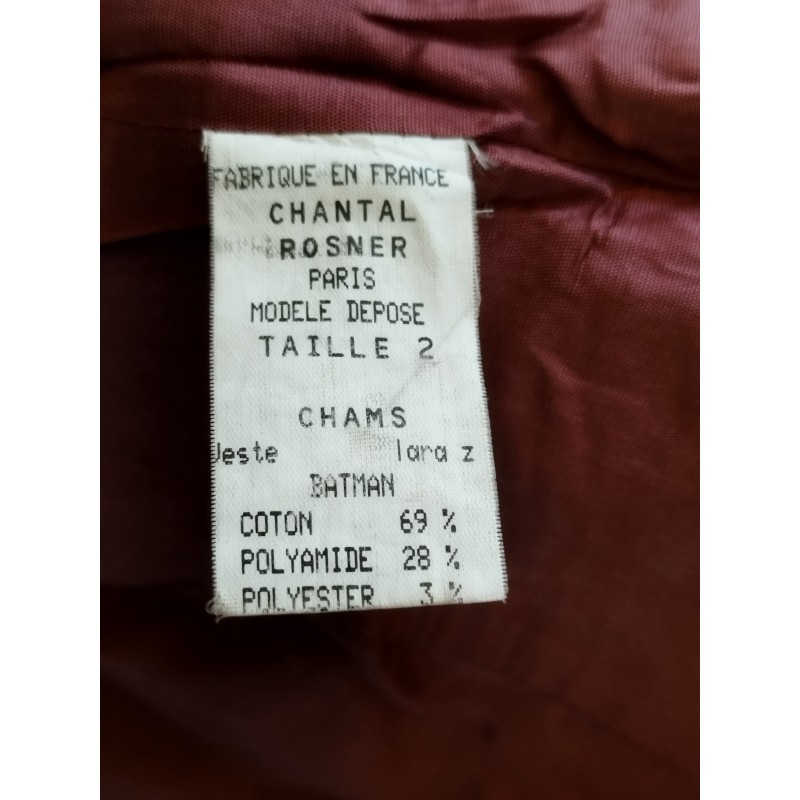 FABRIQUE EN FRANCE
CHANTAL
ROSNER
PARIS
MODELE DEPOSE
TAILLE 2
CHAMS
Veste lara z
BATMAN
COTON 69 %
POLYAMIDE 28 %
POLYESTER 3 %